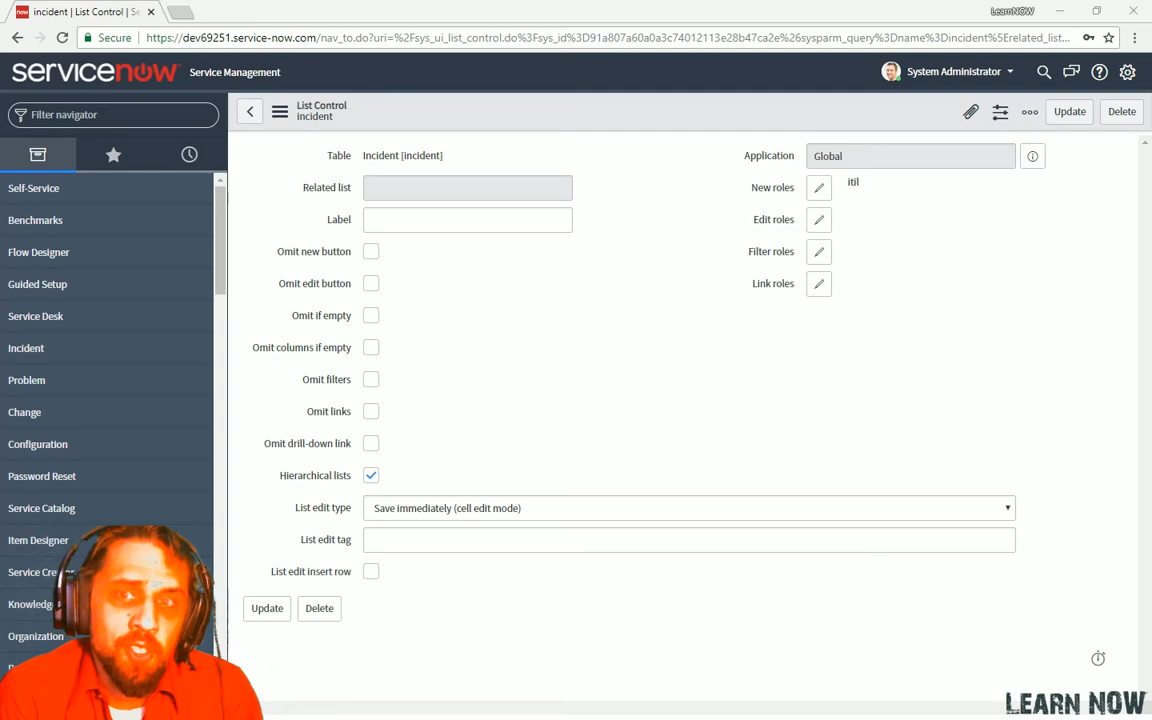 now incident | List Control | Se
LearnNOW
Secure https://dev69251.service-now.com/nav_to.do?uri=%2Fsys_ui_list_control.do%3Fsys_id%3D91a807a60a0a3c74012113e28b47ca2e%26sysparm_query%3Dname%3Dincident%5Erelated_list...
servicenow Service Management
System Administrator
Filter navigator
List Control
incident
Update Delete
Self-Service
Benchmarks
Flow Designer
Guided Setup
Service Desk
Incident
Problem
Change
Configuration
Password Reset
Service Catalog
Item Designer
Service Cre
Knowledg
Organization
Table Incident [incident]
Related list
Label
Omit new button
Omit edit button
Omit if empty
Omit columns if empty
Omit filters
Omit links
Omit drill-down link
Hierarchical lists
List edit type Save immediately (cell edit mode)
List edit tag
List edit insert row
Application Global
New roles itil
Edit roles
Filter roles
Link roles
Update Delete
LEARN NOW